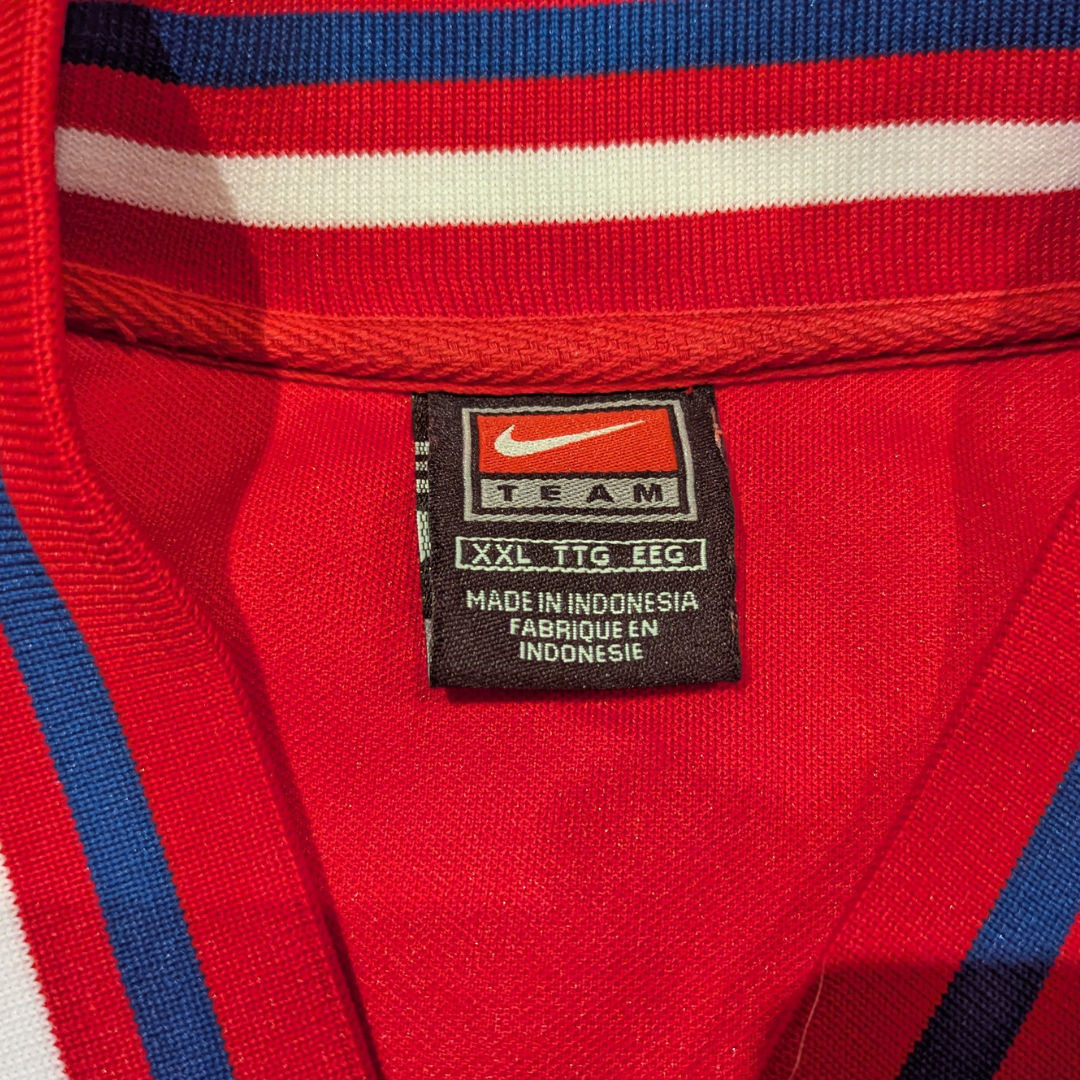 TEAM
XXL TTG EEG
MADE IN INDONESIA
FABRIQUE EN
INDONESIE